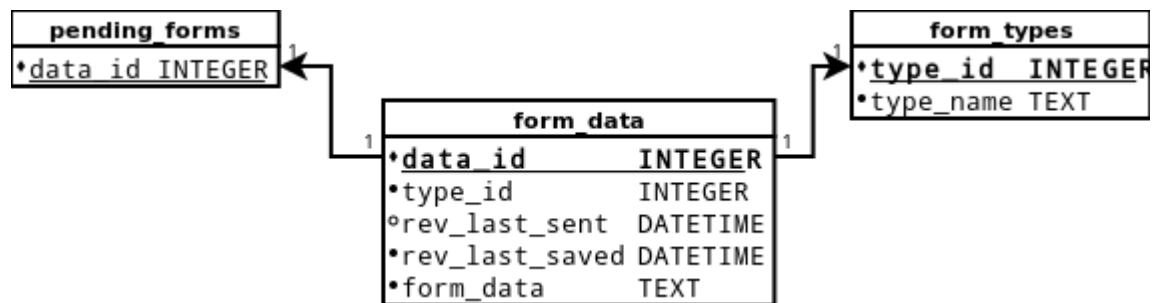 pending_forms
data_id INTEGER
1
form_types
1
type_id INTEGER
type_name TEXT
form_data
1
1
data_id INTEGER
type_id INTEGER
rev_last_sent DATETIME
rev_last_saved DATETIME
form_data TEXT